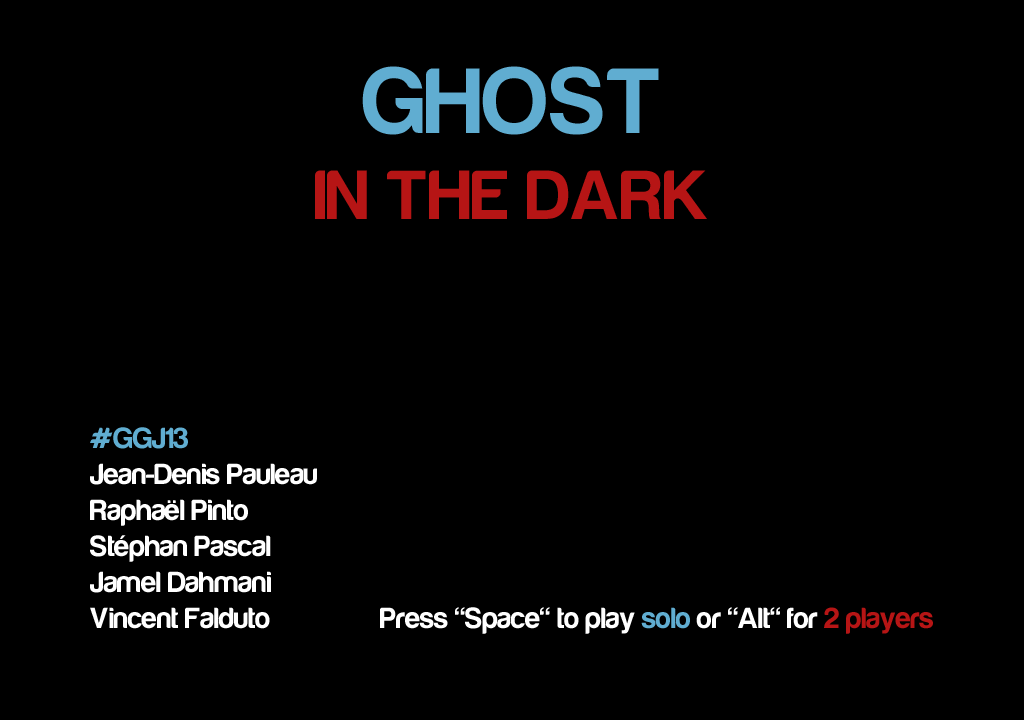 GHOST
IN THE DARK
#GGJ13
Jean-Denis Pauleau
Raphaël Pinto
Stéphan Pascal
Jamel Dahmani
Vincent Falduto
Press “Space“ to play solo or “Alt“ for 2 players